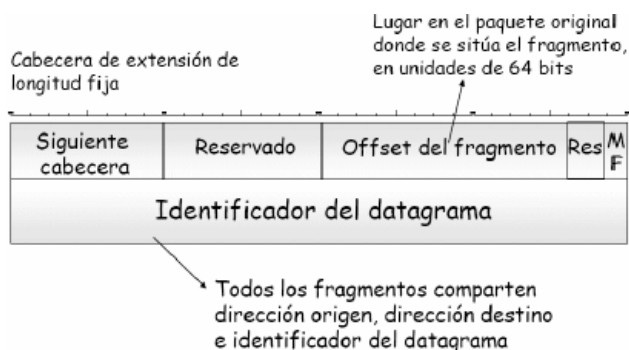 Lugar en el paquete original
donde se sitúa el fragmento,
en unidades de 64 bits
Cabecera de extensión de
longitud fija
Siguiente
cabecera
Reservado
Offset del fragmento
Res
M
F
Identificador del datagrama
Todos los fragmentos comparten
dirección origen, dirección destino
e identificador del datagrama